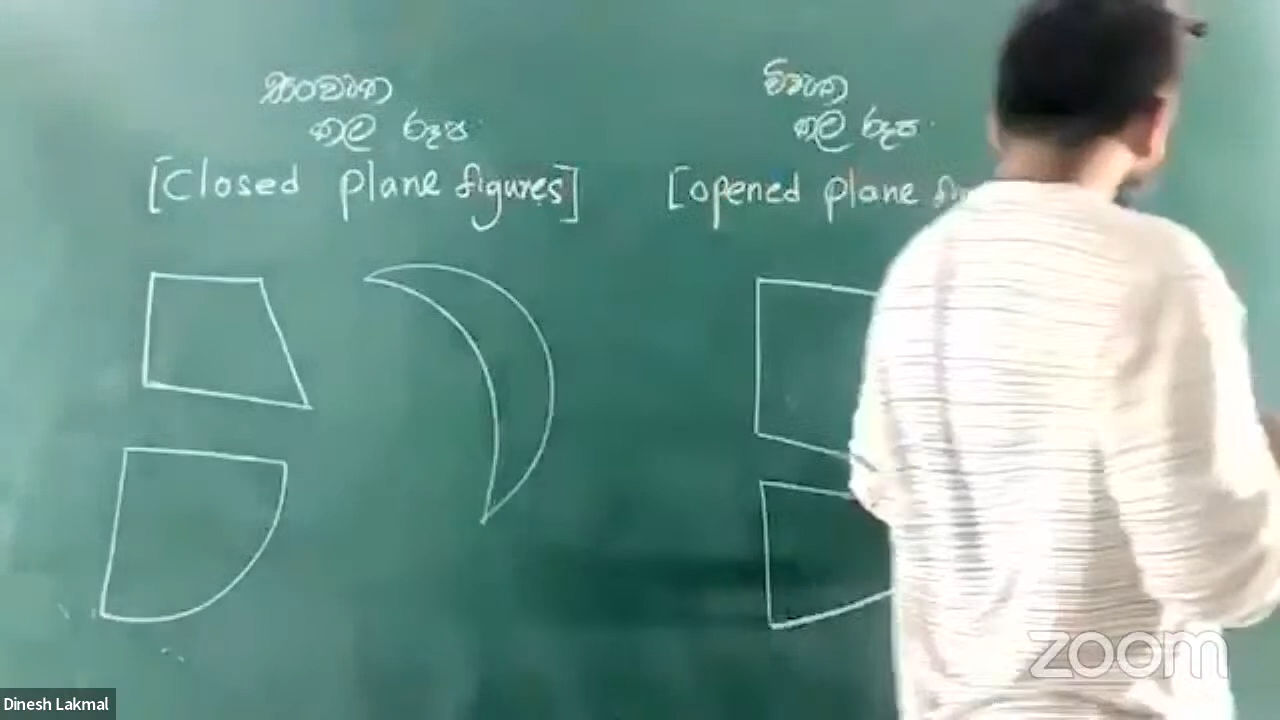 සංවෘත
තල රූප
[Closed plane figures]
විවෘත
තල රූප
[opened plane
zoom
Dinesh Lakmal